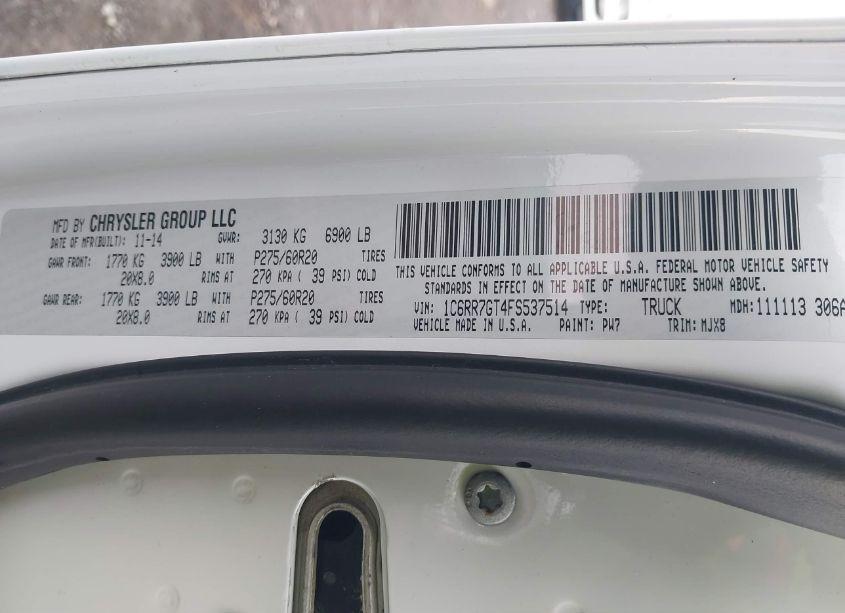 MFD BY CHRYSLER GROUP LLC
DATE OF MFR(BUILT): 11-14 GVWR: 3130 KG 6900 LB
GAWR FRONT: 1770 KG 3900 LB WITH P275/60R20 TIRES
20X8.0 RIMS AT 270 KPA ( 39 PSI) COLD
GAWR REAR: 1770 KG 3900 LB WITH P275/60R20 TIRES
20X8.0 RIMS AT 270 KPA ( 39 PSI) COLD
THIS VEHICLE CONFORMS TO ALL APPLICABLE U.S.A. FEDERAL MOTOR VEHICLE SAFETY
STANDARDS IN EFFECT ON THE DATE OF MANUFACTURE SHOWN ABOVE.
VIN: 1C6RR7GT4FS537514 TYPE: TRUCK MDH: 111113 306A
VEHICLE MADE IN U.S.A. PAINT: PW7 TRIM: MJX8